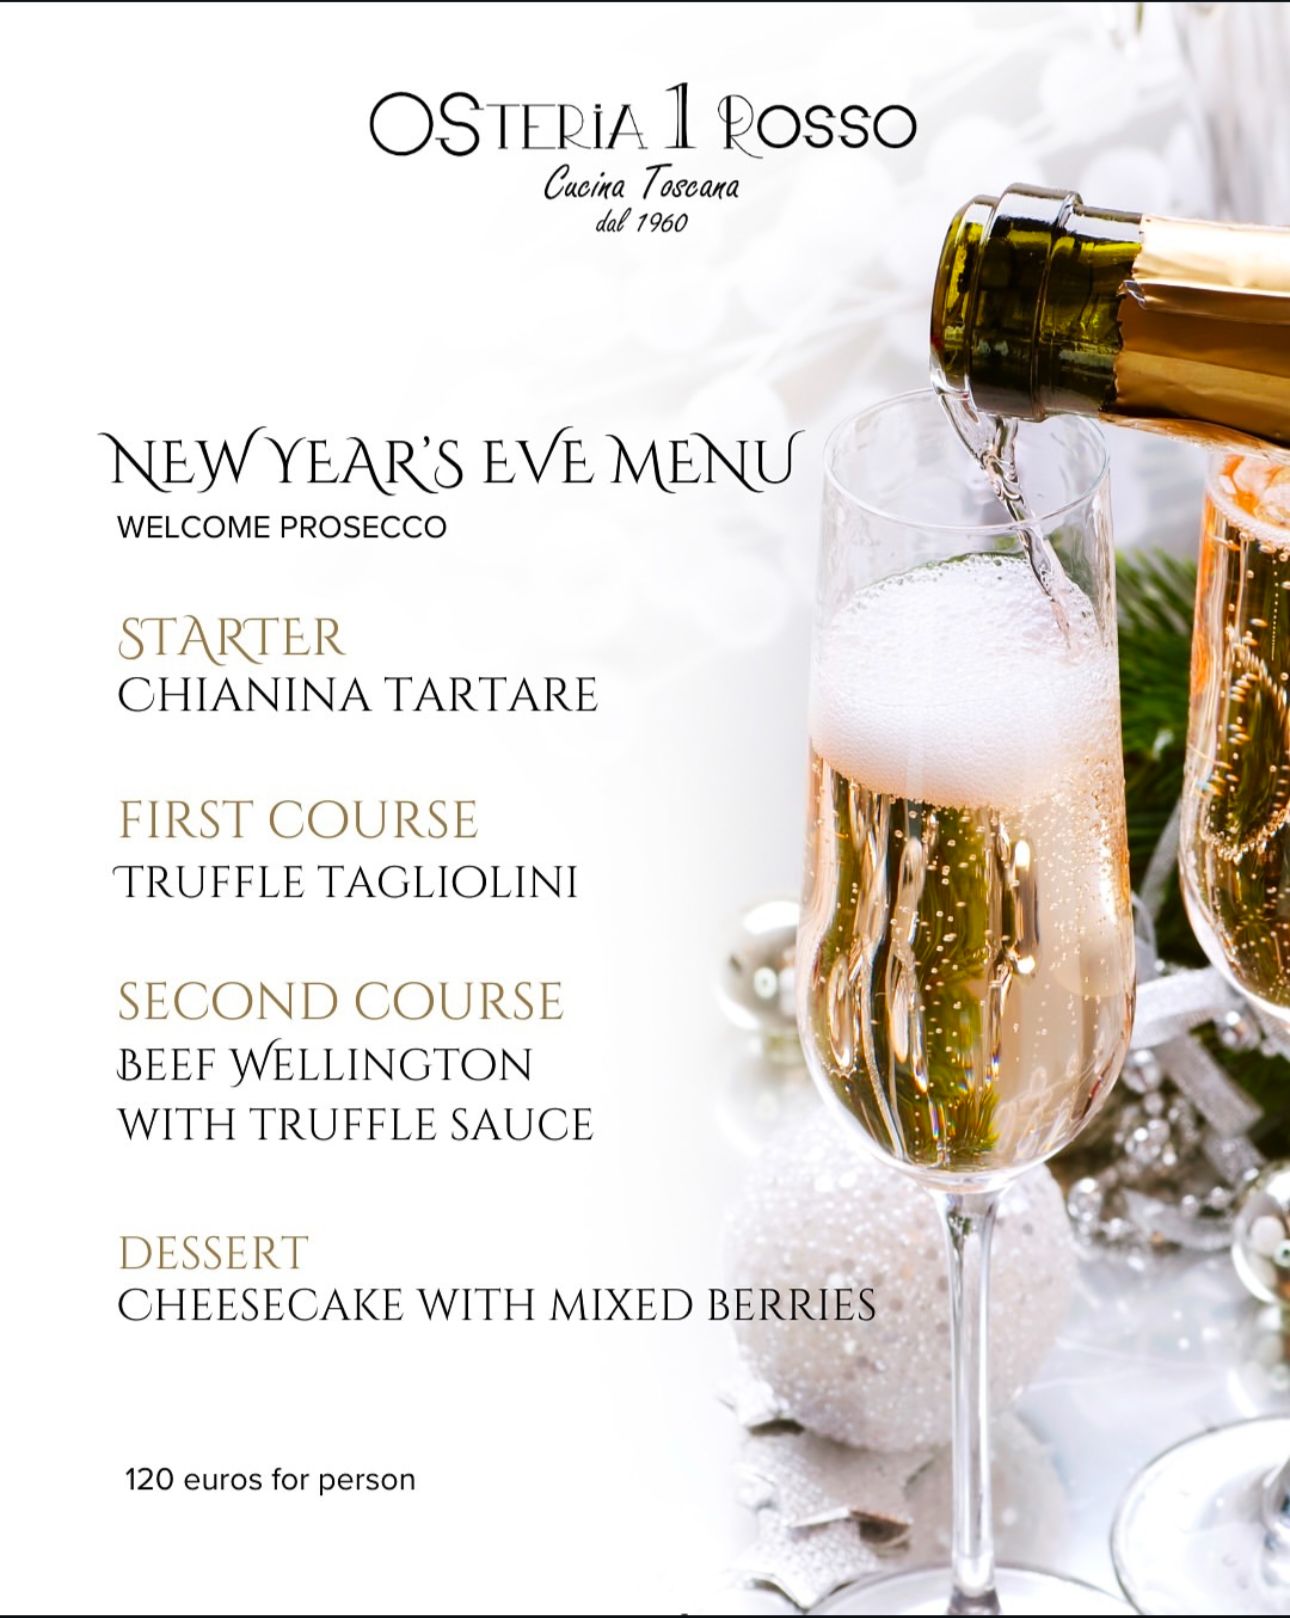 OSTERIA 1 ROSSO
Cucina Toscana
dal 1960
NEW YEAR'S EVE MENU
WELCOME PROSECCO
STARTER
CHIANINA TARTARE
FIRST COURSE
TRUFFLE TAGLIOLINI
SECOND COURSE
BEEF WELLINGTON
WITH TRUFFLE SAUCE
DESSERT
CHEESECAKE WITH MIXED BERRIES
120 euros for person